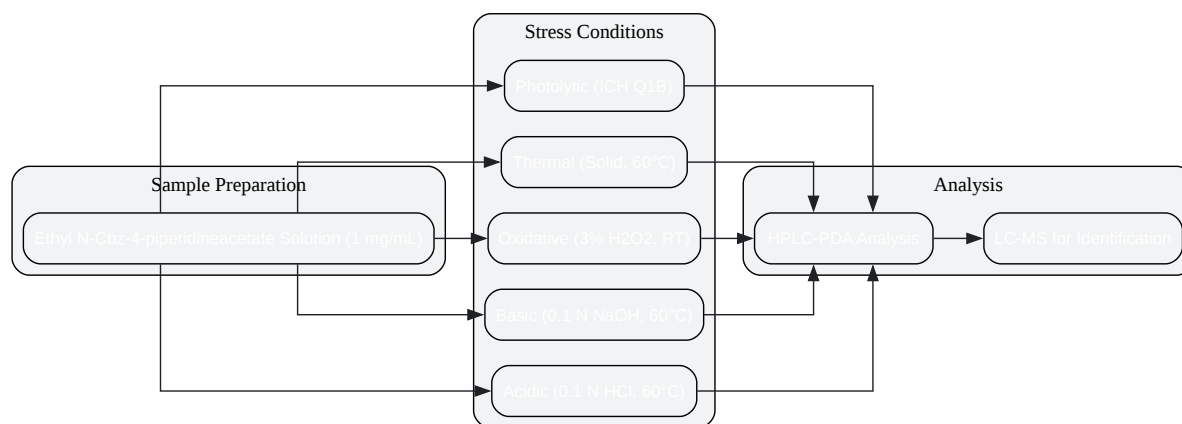 Stress Conditions
Photolytic (ICH Q1B)
Thermal (Solid, 60°C)
Sample Preparation
Analysis
Ethyl N-Cbz-4-piperidineacetate Solution (1 mg/mL)
Oxidative (3% H2O2, RT)
HPLC-PDA Analysis
LC-MS for Identification
Basic (0.1 N NaOH, 60°C)
Acidic (0.1 N HCl, 60°C)